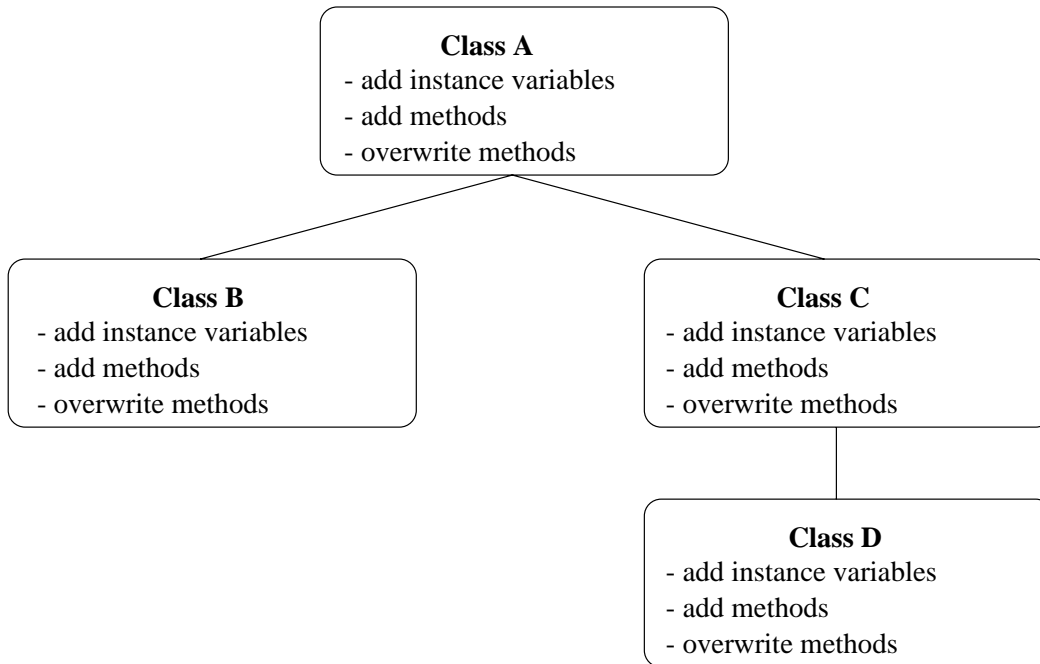 Class A
- add instance variables
- add methods
- overwrite methods
Class B
- add instance variables
- add methods
- overwrite methods
Class C
- add instance variables
- add methods
- overwrite methods
Class D
- add instance variables
- add methods
- overwrite methods